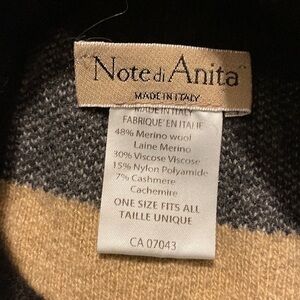 "Note di Anita"
MADE IN ITALY
MADE IN ITALY
FABRIQUE EN ITALIE
48% Merino wool
Laine Merino
30% Viscose Viscose
15% Nylon Polyamide
7% Cashmere
Cachemire
ONE SIZE FITS ALL
TAILLE UNIQUE
CA 07043